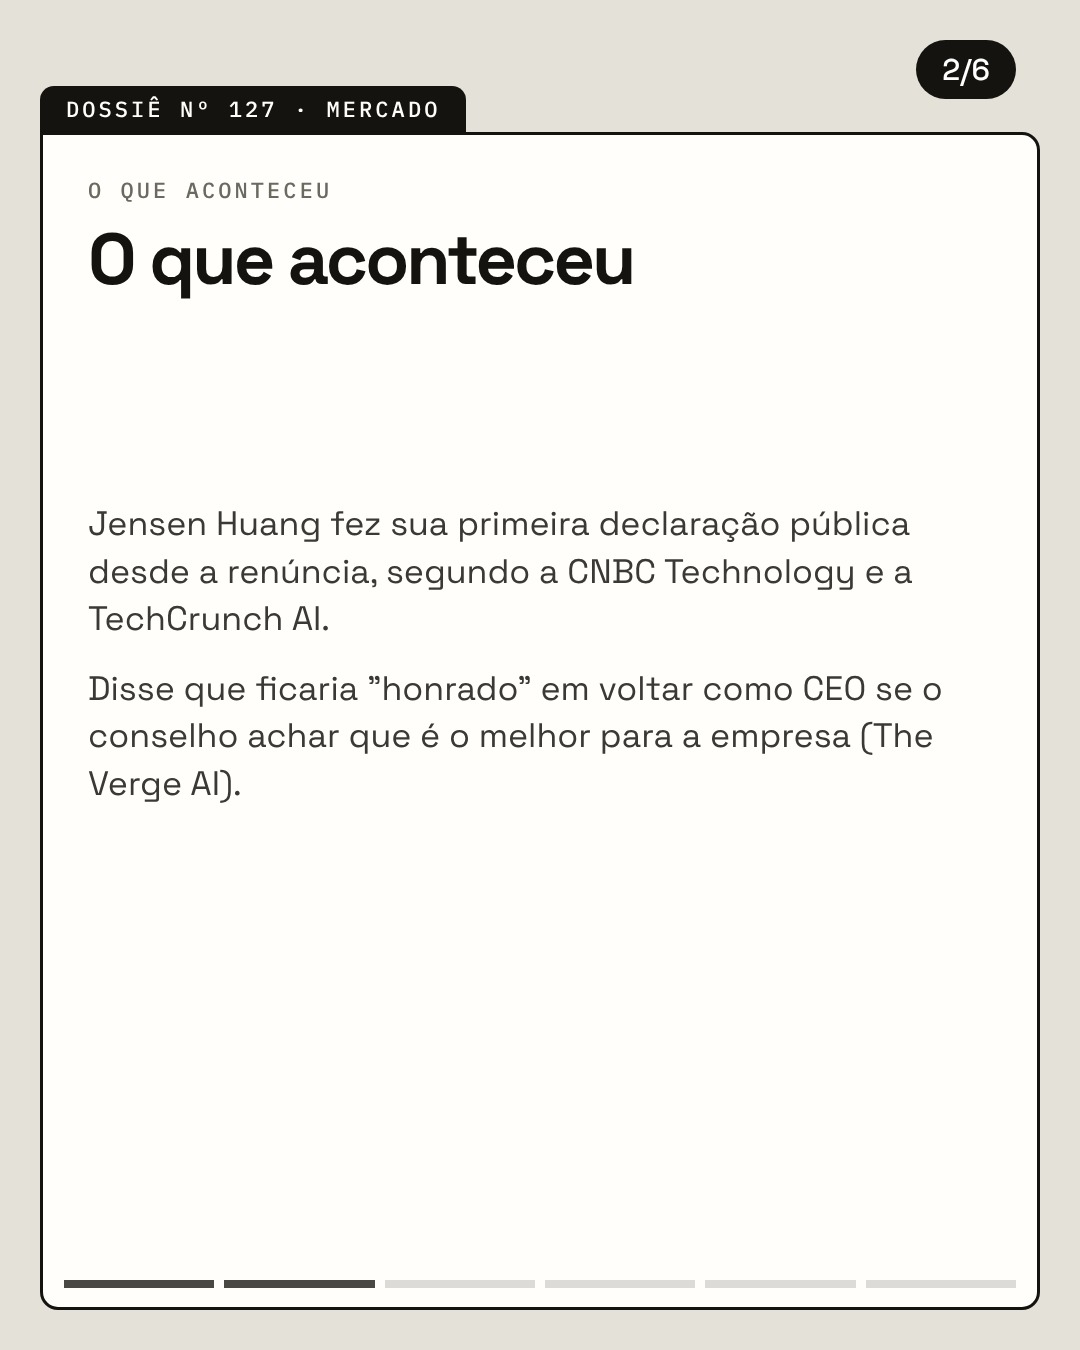 2/6
DOSSIÊ Nº 127 · MERCADO
O QUE ACONTECEU
O que aconteceu
Jensen Huang fez sua primeira declaração pública
desde a renúncia, segundo a CNBC Technology e a
TechCrunch AI.
Disse que ficaria ”honrado” em voltar como CEO se o
conselho achar que é o melhor para a empresa (The
Verge AI).